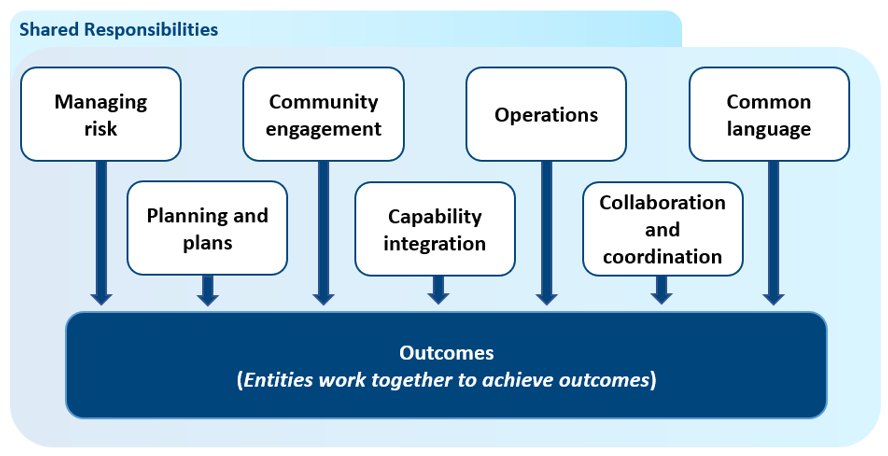 Shared Responsibilities
Managing
risk
Community
engagement
Operations
Common
language
Planning and
plans
Capability
integration
Collaboration
and
coordination
Outcomes
(Entities work together to achieve outcomes)